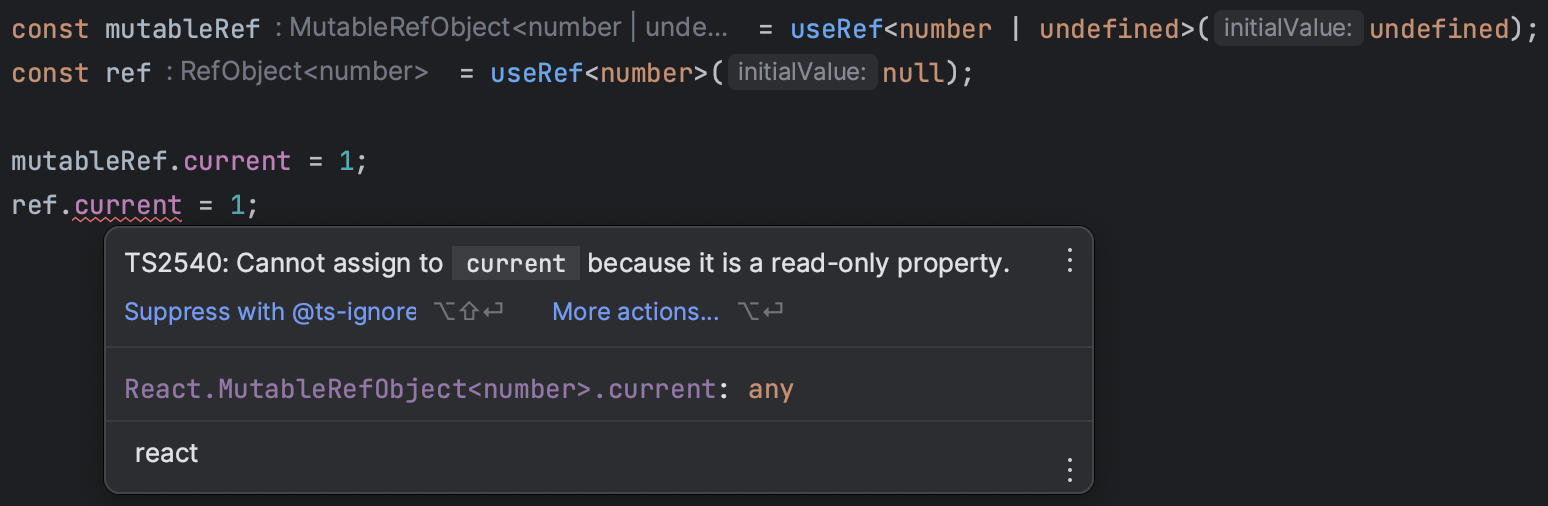 const mutableRef : MutableRefObject<number | unde... = useRef<number | undefined>( initialValue: undefined);
const ref : RefObject<number> = useRef<number>( initialValue: null);
mutableRef.current = 1;
ref.current = 1;
TS2540: Cannot assign to current because it is a read-only property.
Suppress with @ts-ignore ⌥⇧⏎ More actions... ⌥⏎
React.MutableRefObject<number>.current: any
react